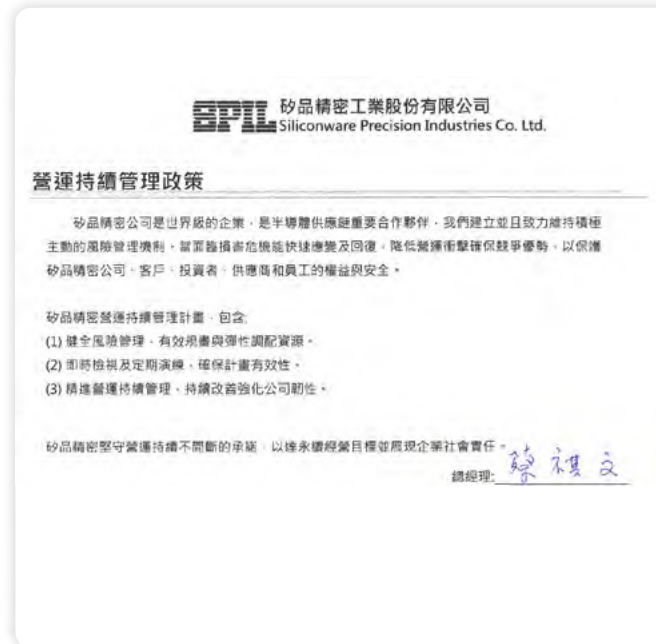 SPIL 矽品精密工業股份有限公司
Siliconware Precision Industries Co. Ltd.
營運持續管理政策
矽品精密公司是世界級的企業，是半導體供應鏈重要合作夥伴，我們建立並且致力維持積極
主動的風險管理機制，當面臨損害危機能快速應變及回復，降低營運衝擊確保競爭優勢，以保護
矽品精密公司、客戶、投資者、供應商和員工的權益與安全。
矽品精密營運持續管理計畫，包含:
(1) 健全風險管理，有效規畫與彈性調配資源。
(2) 即時檢視及定期演練，確保計畫有效性。
(3) 精進營運持續管理，持續改善強化公司韌性。
矽品精密堅守營運持續不間斷的承諾，以達永續經營目標並展現企業社會責任。
總經理: 蔡祺文